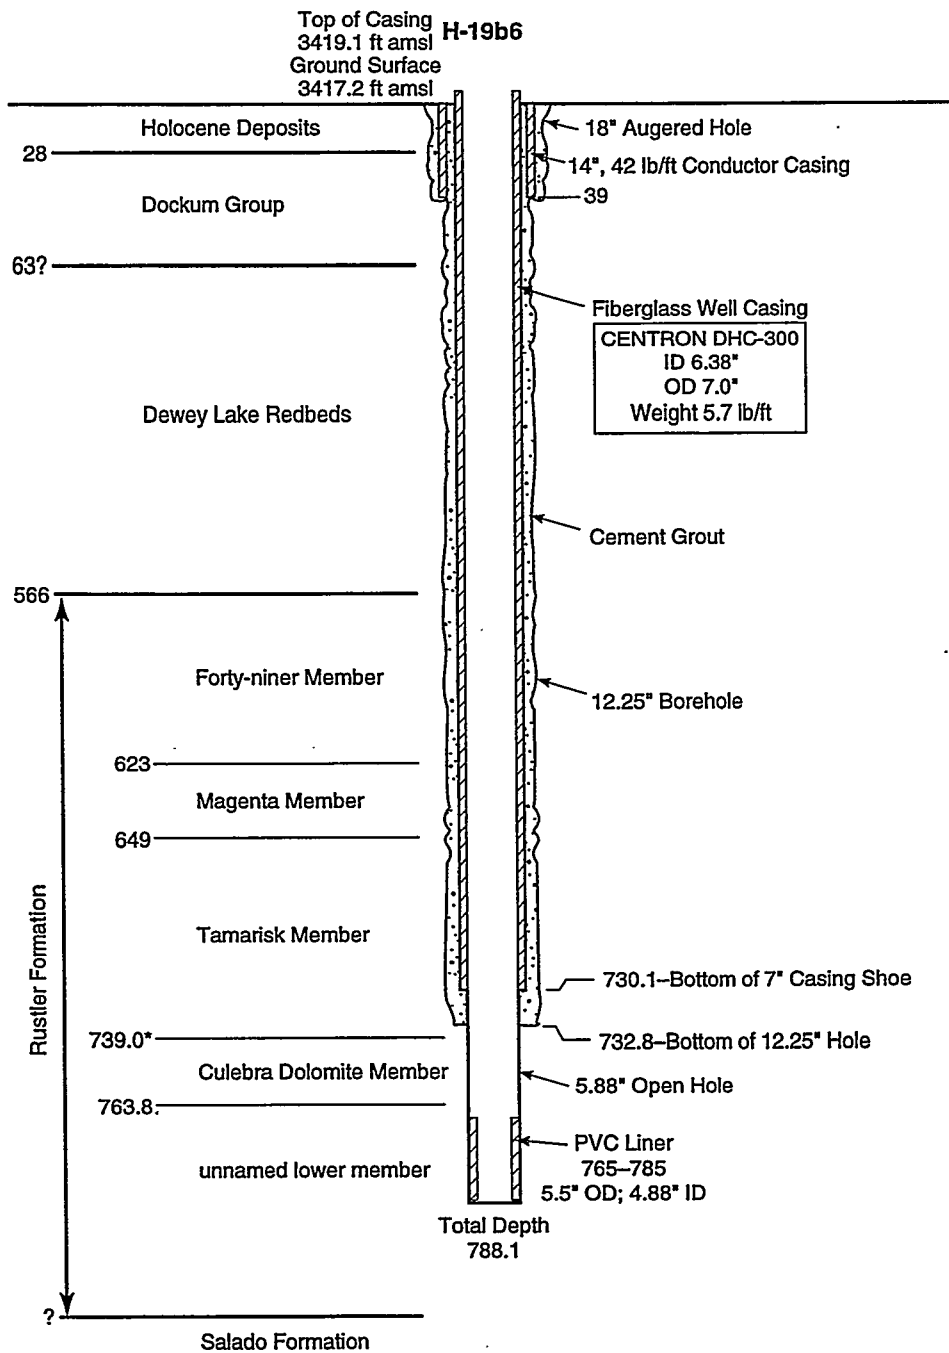 Top of Casing
3419.1 ft amsl
Ground Surface
3417.2 ft amsl
H-19b6
Holocene Deposits
28
Dockum Group
63?
Dewey Lake Redbeds
566
Forty-niner Member
623
Magenta Member
649
Tamarisk Member
Rustler Formation
739.0*
Culebra Dolomite Member
763.8
unnamed lower member
?
Salado Formation
18" Augered Hole
14", 42 lb/ft Conductor Casing
39
Fiberglass Well Casing
CENTRON DHC-300
ID 6.38"
OD 7.0"
Weight 5.7 lb/ft
Cement Grout
12.25" Borehole
730.1–Bottom of 7" Casing Shoe
732.8–Bottom of 12.25" Hole
5.88" Open Hole
PVC Liner
765–785
5.5" OD; 4.88" ID
Total Depth
788.1